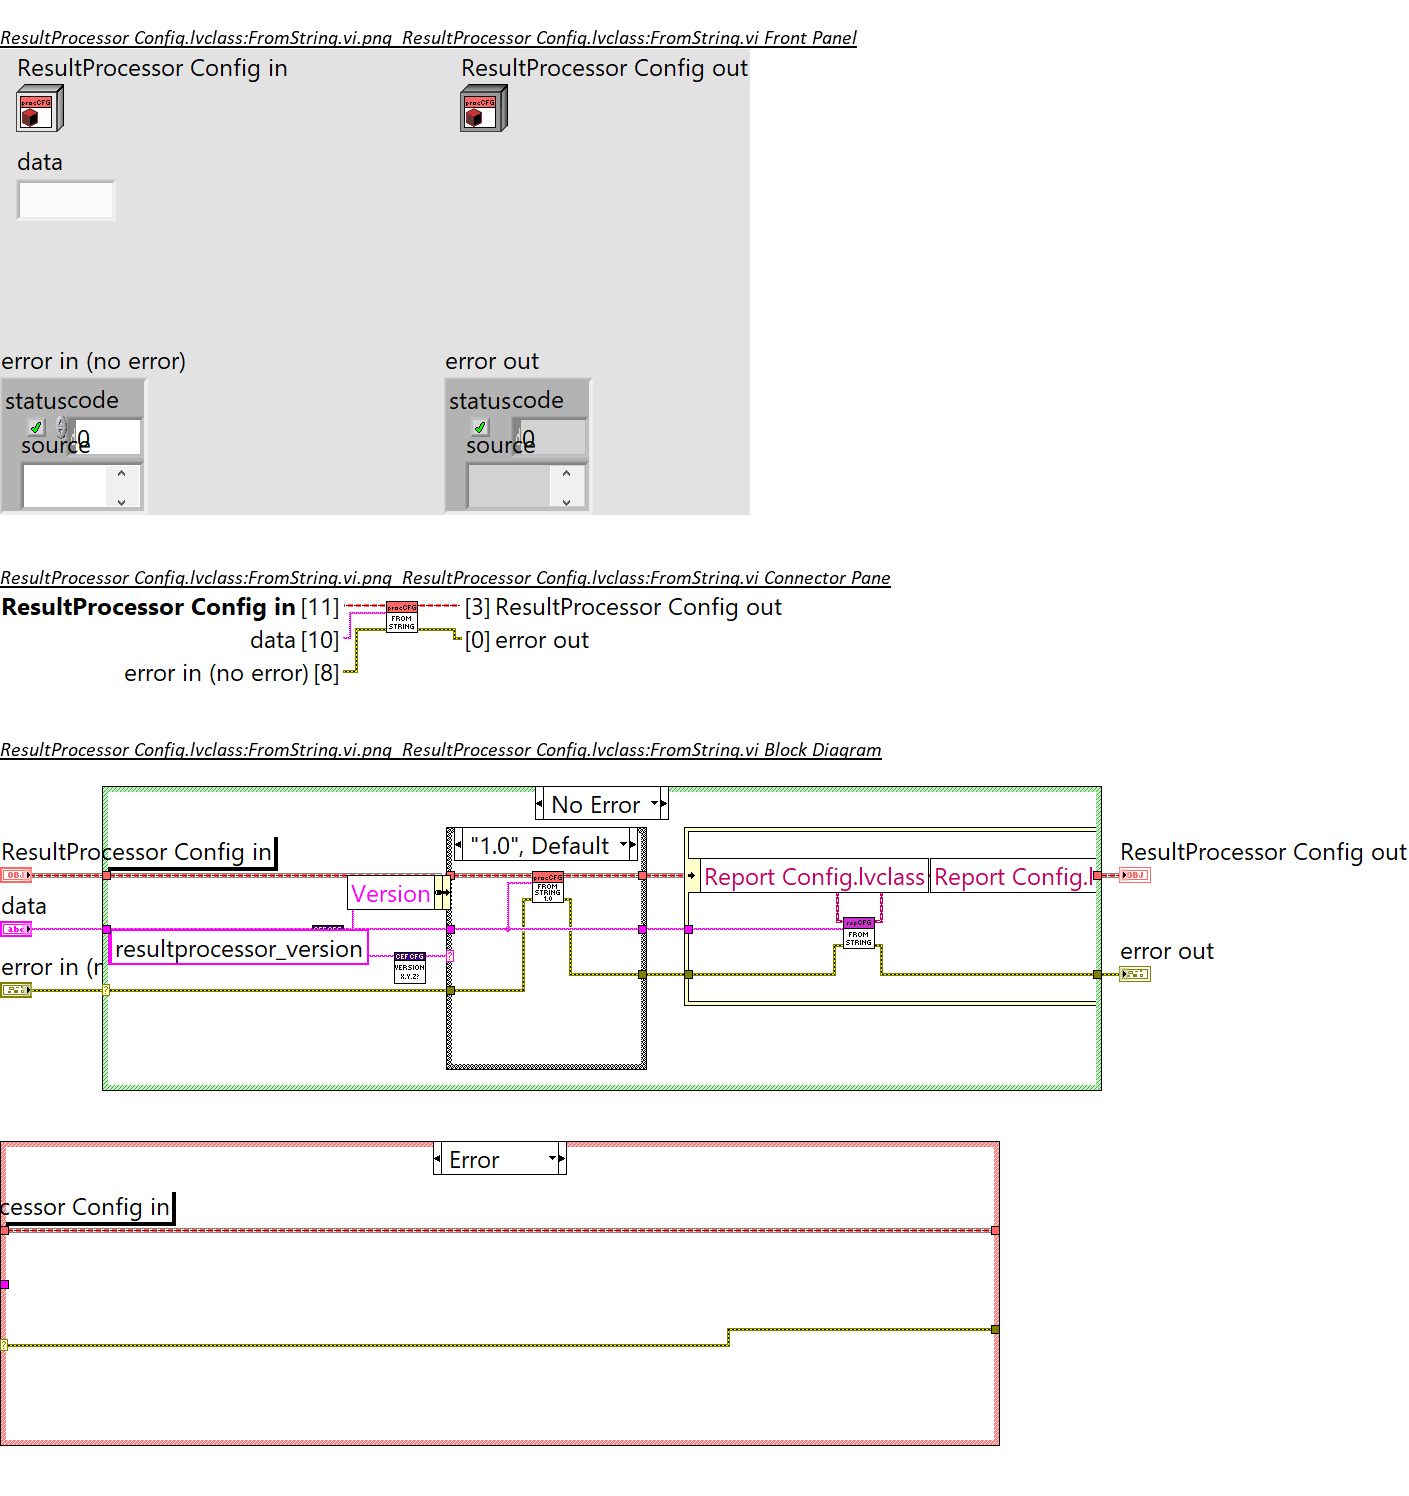 ResultProcessor Config.lvclass:FromString.vi.png ResultProcessor Config.lvclass:FromString.vi Front Panel
ResultProcessor Config in
ResultProcessor Config out
procCFG
procCFG
data
error in (no error)
error out
status code
status code
0
0
source
source
ResultProcessor Config.lvclass:FromString.vi.png ResultProcessor Config.lvclass:FromString.vi Connector Pane
ResultProcessor Config in [11]
procCFG
FROM
STRING
[3] ResultProcessor Config out
data [10]
[0] error out
error in (no error) [8]
ResultProcessor Config.lvclass:FromString.vi.png ResultProcessor Config.lvclass:FromString.vi Block Diagram
No Error
"1.0", Default
ResultProcessor Config in
ResultProcessor Config out
OBJ
procCFG
FROM
STRING
1.0
Report Config.lvclass
Report Config.l
OBJ
Version
data
abc
repCFG
FROM
STRING
resultprocessor_version
CEF CFG
VERSION
X.Y.Z?
error in (r
error out
Error
cessor Config in